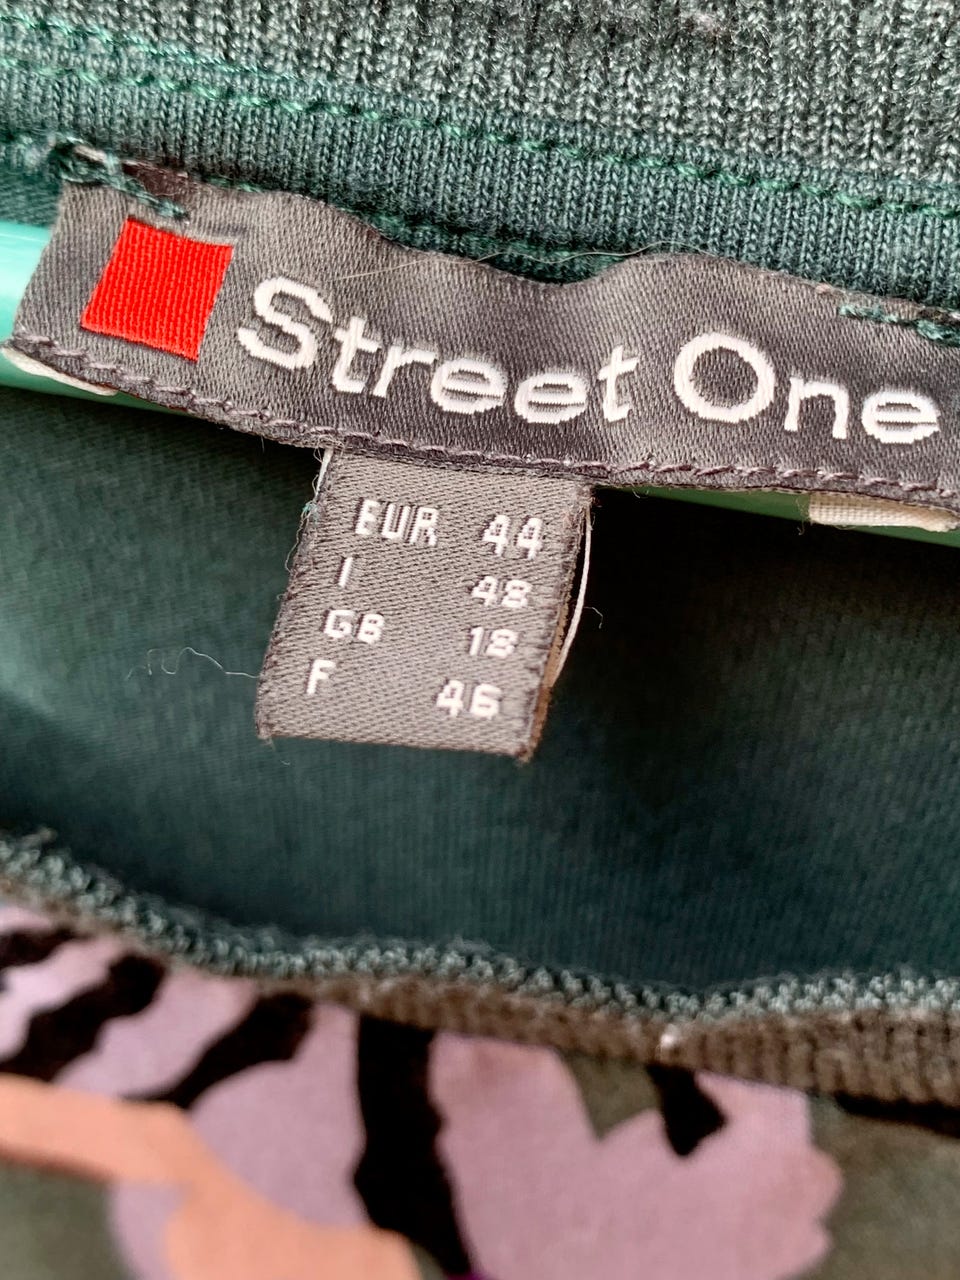 Street One
EUR 44
I 48
GB 18
F 46